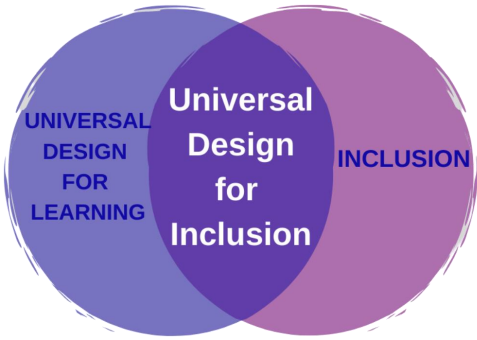 UNIVERSAL
DESIGN
FOR
LEARNING
Universal
Design
for
Inclusion
INCLUSION